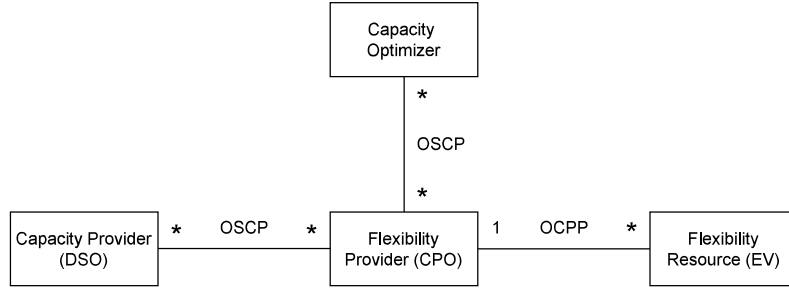 Capacity
Optimizer
*
OSCP
*
Capacity Provider
(DSO)
* OSCP *
Flexibility
Provider (CPO)
1 OCPP *
Flexibility
Resource (EV)